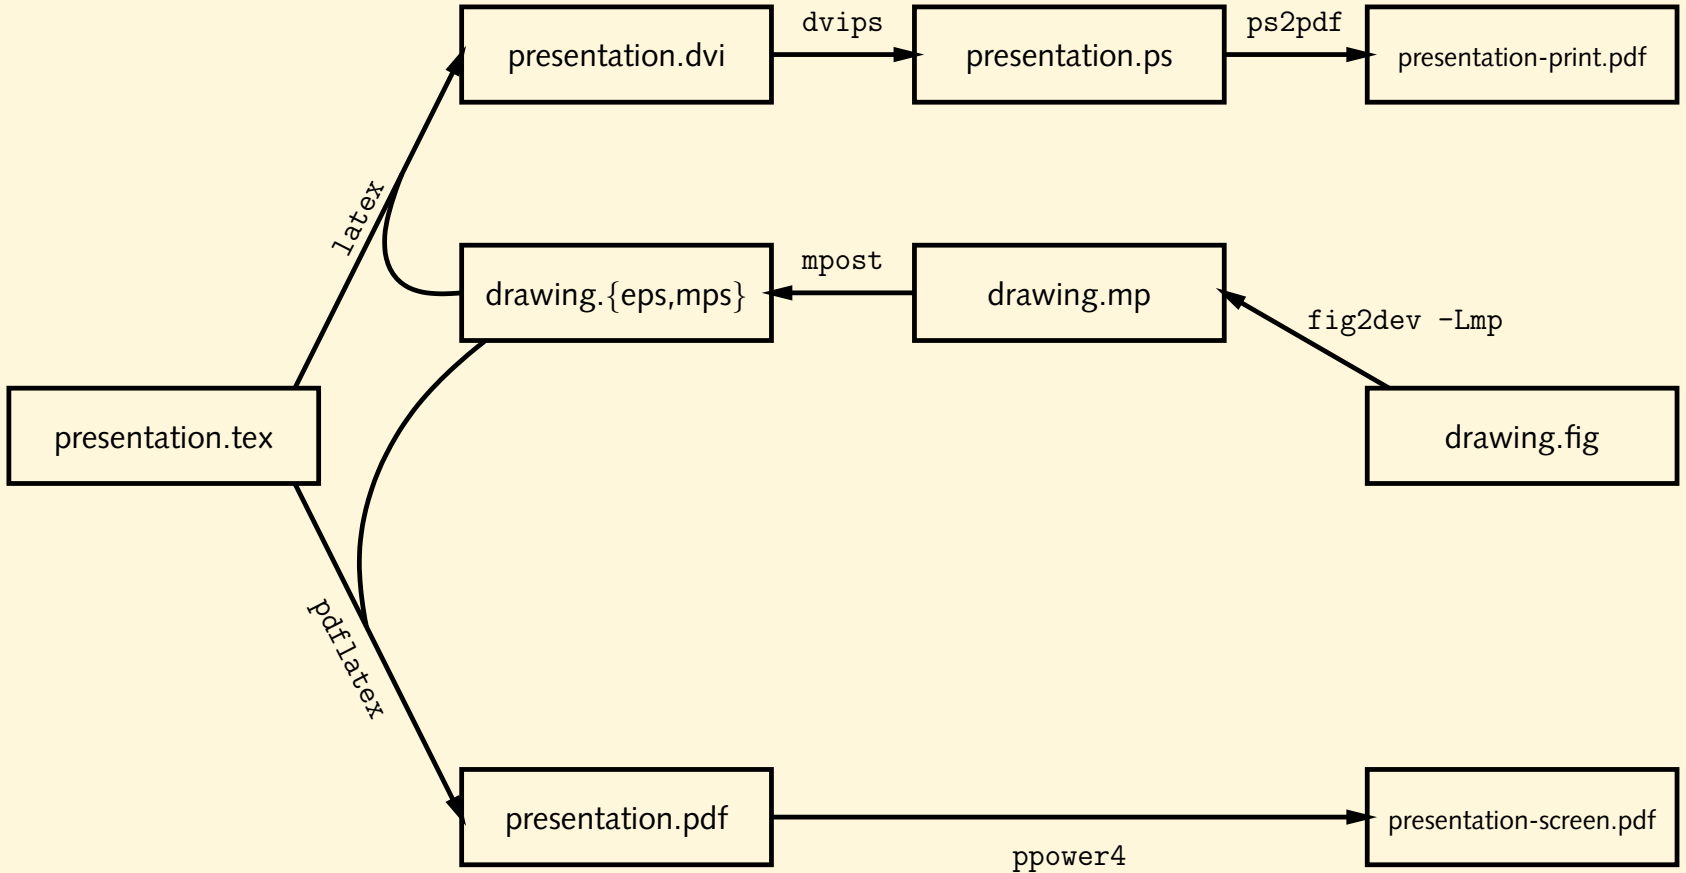 dvips
ps2pdf
presentation.dvi
presentation.ps
presentation-print.pdf
latex
mpost
drawing.{eps,mps}
drawing.mp
fig2dev -Lmp
presentation.tex
drawing.fig
pdflatex
presentation.pdf
presentation-screen.pdf
ppower4